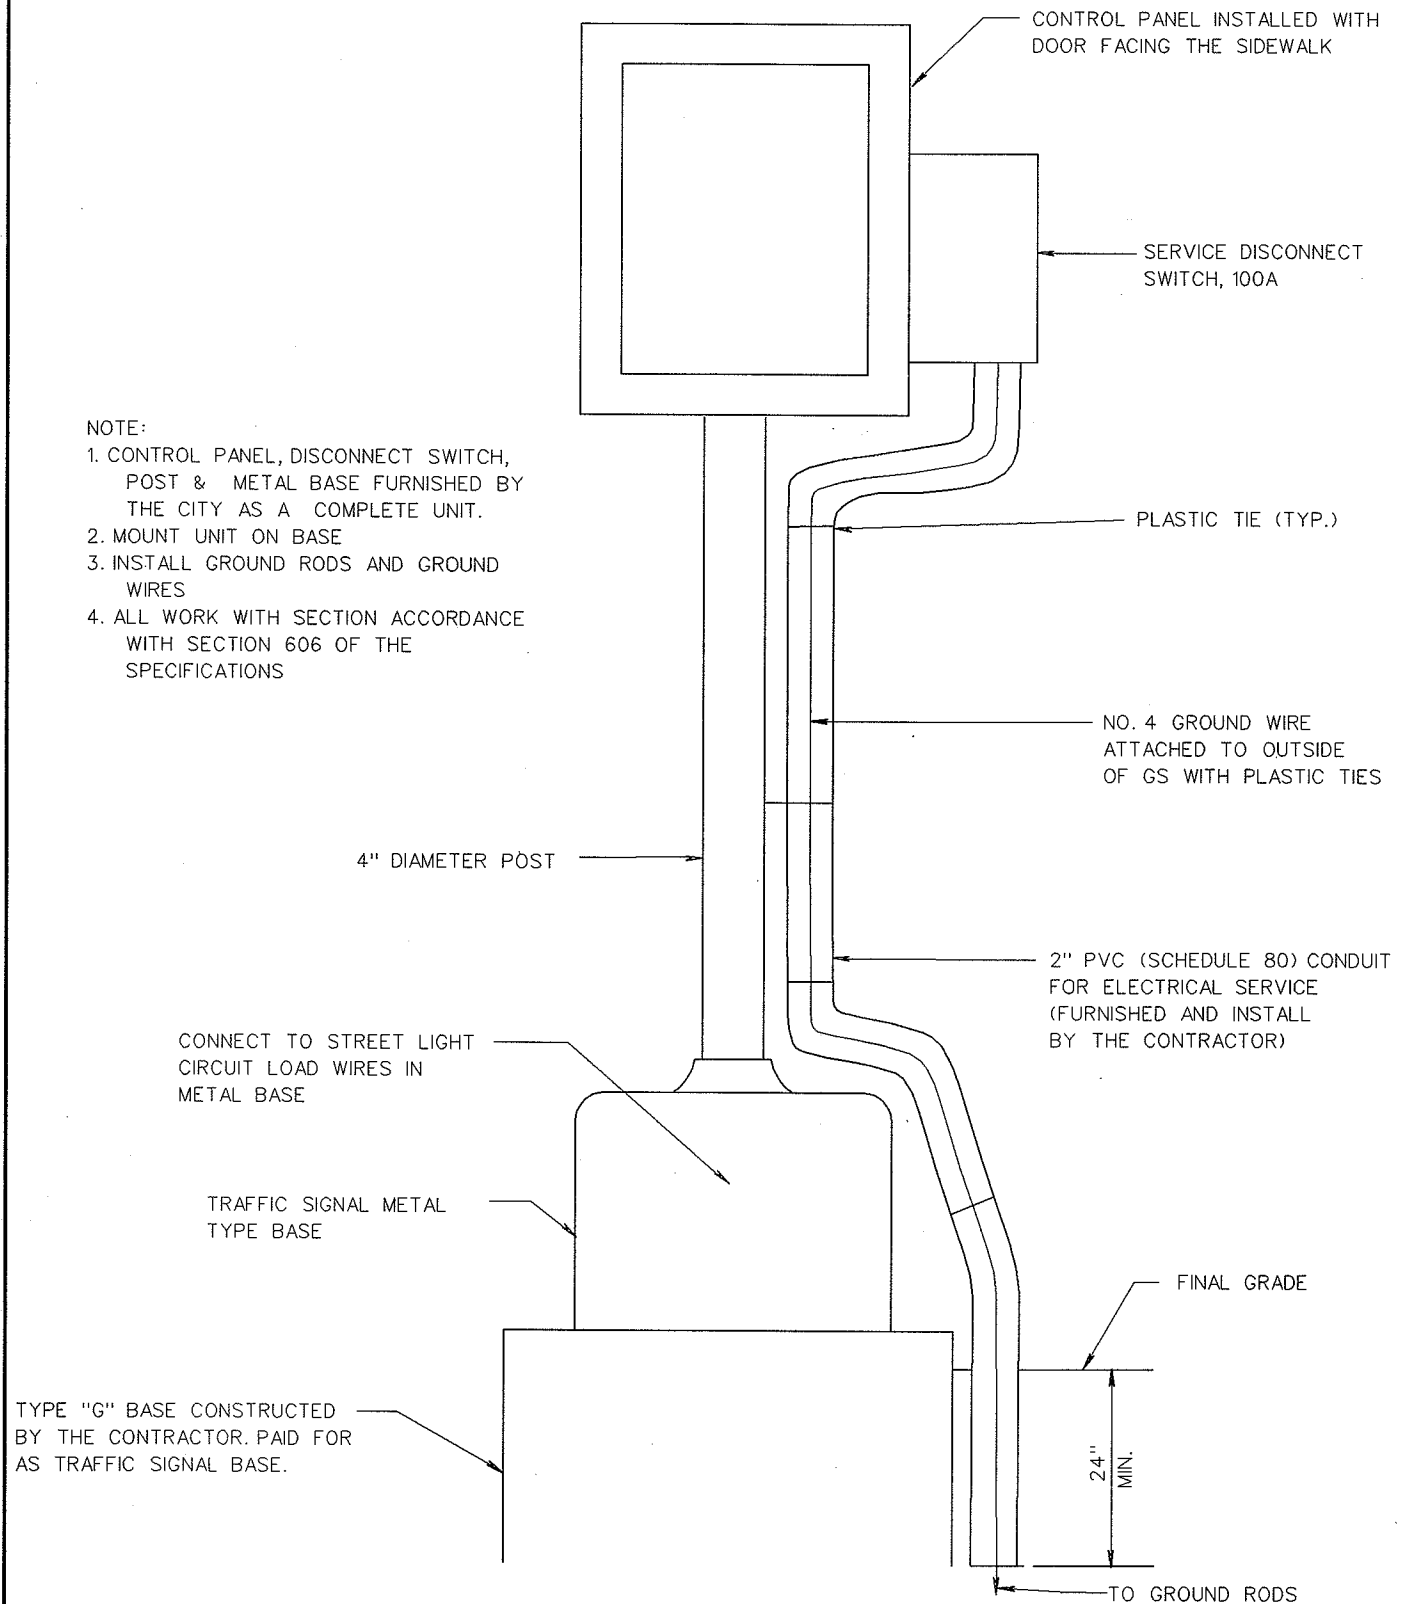 CONTROL PANEL INSTALLED WITH
DOOR FACING THE SIDEWALK
SERVICE DISCONNECT
SWITCH, 100A
NOTE:
1. CONTROL PANEL, DISCONNECT SWITCH,
POST & METAL BASE FURNISHED BY
THE CITY AS A COMPLETE UNIT.
2. MOUNT UNIT ON BASE
3. INSTALL GROUND RODS AND GROUND
WIRES
4. ALL WORK WITH SECTION ACCORDANCE
WITH SECTION 606 OF THE
SPECIFICATIONS
PLASTIC TIE (TYP.)
NO. 4 GROUND WIRE
ATTACHED TO OUTSIDE
OF GS WITH PLASTIC TIES
4" DIAMETER POST
2" PVC (SCHEDULE 80) CONDUIT
FOR ELECTRICAL SERVICE
(FURNISHED AND INSTALL
BY THE CONTRACTOR)
CONNECT TO STREET LIGHT
CIRCUIT LOAD WIRES IN
METAL BASE
TRAFFIC SIGNAL METAL
TYPE BASE
FINAL GRADE
TYPE "G" BASE CONSTRUCTED
BY THE CONTRACTOR. PAID FOR
AS TRAFFIC SIGNAL BASE.
24"
MIN.
TO GROUND RODS